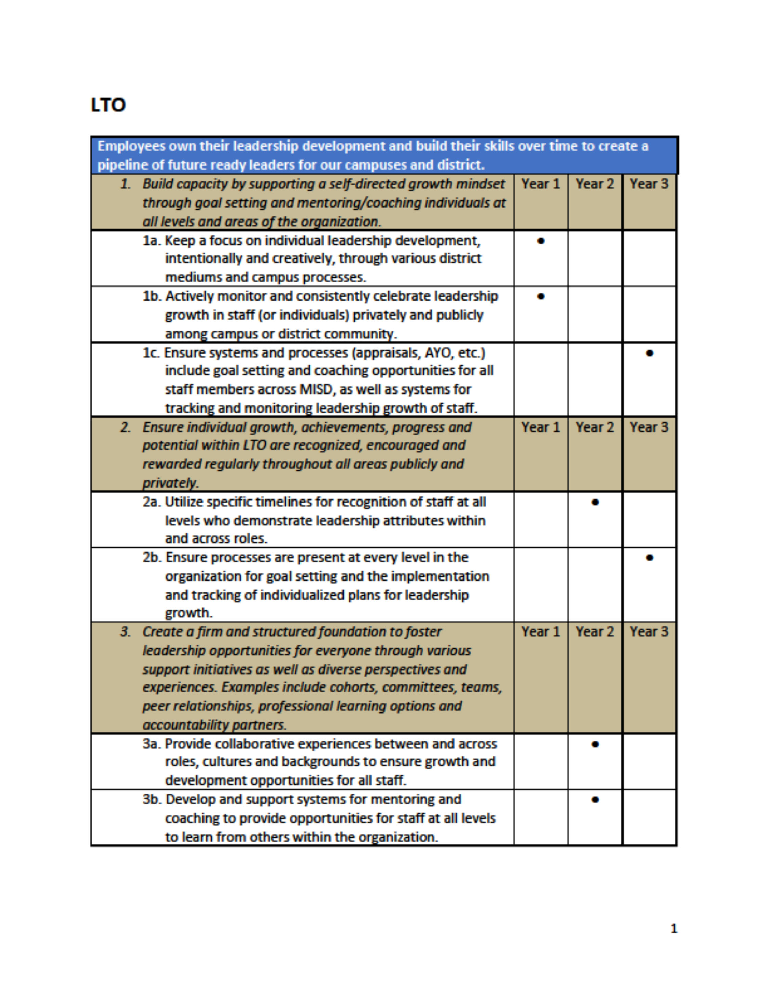 LTO
Employees own their leadership development and build their skills over time to create a
pipeline of future ready leaders for our campuses and district.
1. Build capacity by supporting a self-directed growth mindset Year 1 Year 2 Year 3
through goal setting and mentoring/coaching individuals at
all levels and areas of the organization.
1a. Keep a focus on individual leadership development, •
intentionally and creatively, through various district
mediums and campus processes.
1b. Actively monitor and consistently celebrate leadership •
growth in staff (or individuals) privately and publicly
among campus or district community.
1c. Ensure systems and processes (appraisals, AYO, etc.) •
include goal setting and coaching opportunities for all
staff members across MISD, as well as systems for
tracking and monitoring leadership growth of staff.
2. Ensure individual growth, achievements, progress and Year 1 Year 2 Year 3
potential within LTO are recognized, encouraged and
rewarded regularly throughout all areas publicly and
privately.
2a. Utilize specific timelines for recognition of staff at all •
levels who demonstrate leadership attributes within
and across roles.
2b. Ensure processes are present at every level in the •
organization for goal setting and the implementation
and tracking of individualized plans for leadership
growth.
3. Create a firm and structured foundation to foster Year 1 Year 2 Year 3
leadership opportunities for everyone through various
support initiatives as well as diverse perspectives and
experiences. Examples include cohorts, committees, teams,
peer relationships, professional learning options and
accountability partners.
3a. Provide collaborative experiences between and across •
roles, cultures and backgrounds to ensure growth and
development opportunities for all staff.
3b. Develop and support systems for mentoring and •
coaching to provide opportunities for staff at all levels
to learn from others within the organization.
1